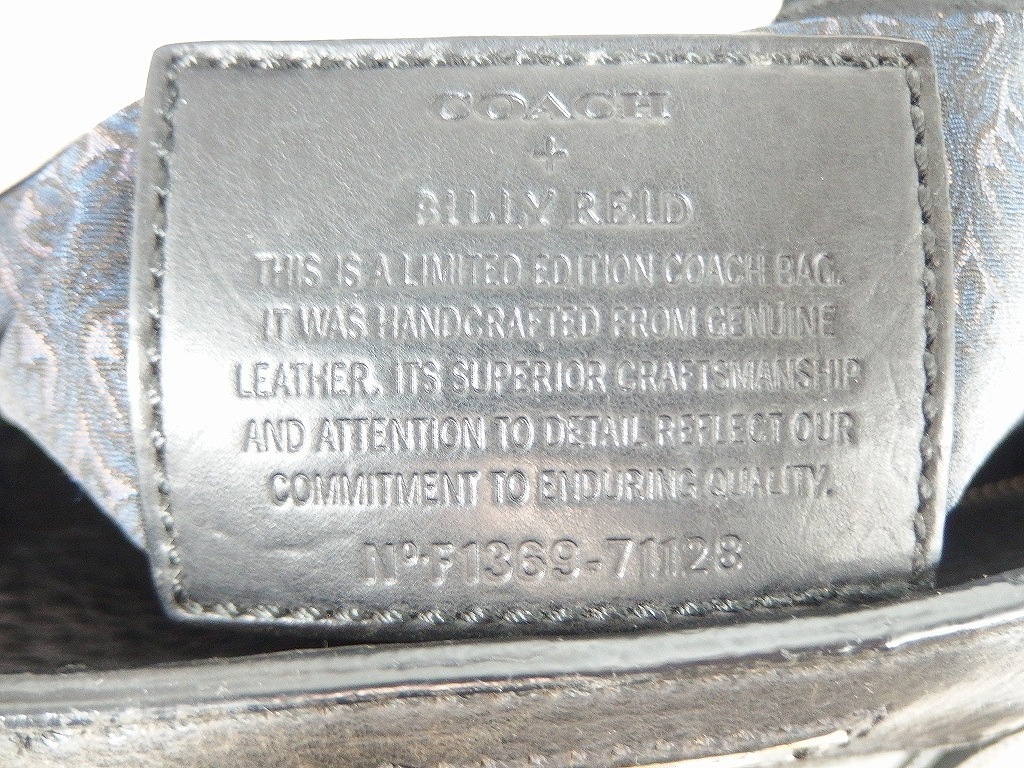 COACH
+
BILLY REID
THIS IS A LIMITED EDITION COACH BAG.
IT WAS HANDCRAFTED FROM GENUINE
LEATHER. ITS SUPERIOR CRAFTSMANSHIP
AND ATTENTION TO DETAIL REFLECT OUR
COMMITMENT TO ENDURING QUALITY.
Nº·F1369-71128